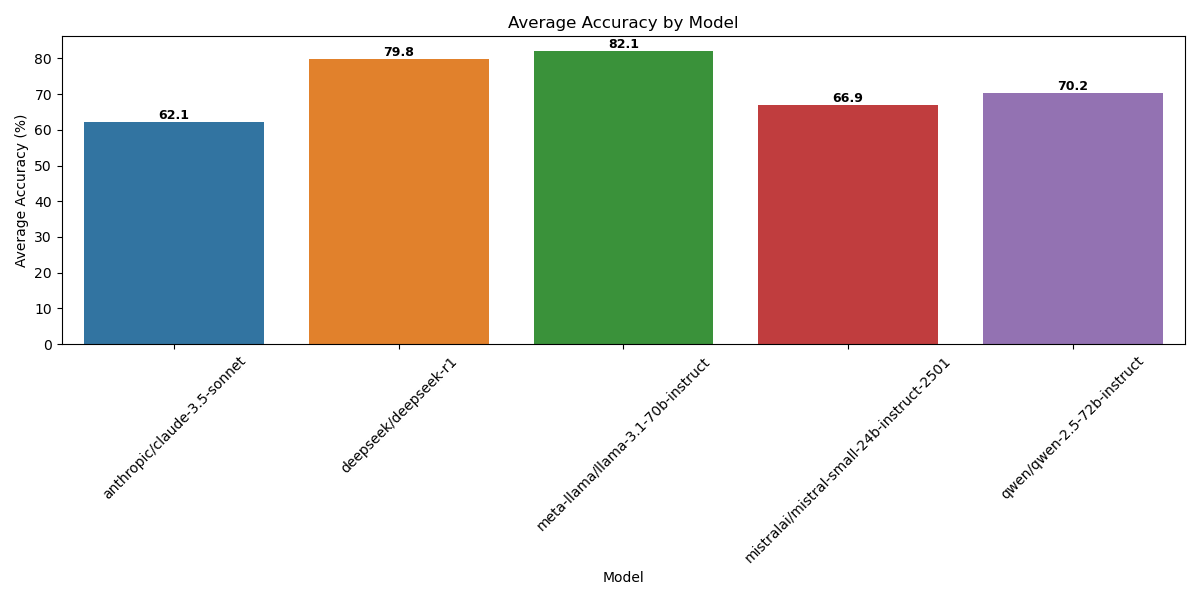 Average Accuracy by Model
Average Accuracy (%)
80
70
60
50
40
30
20
10
0
62.1
79.8
82.1
66.9
70.2
anthropic/claude-3.5-sonnet
deepseek/deepseek-r1
meta-llama/llama-3.1-70b-instruct
mistralai/mistral-small-24b-instruct-2501
qwen/qwen-2.5-72b-instruct
Model